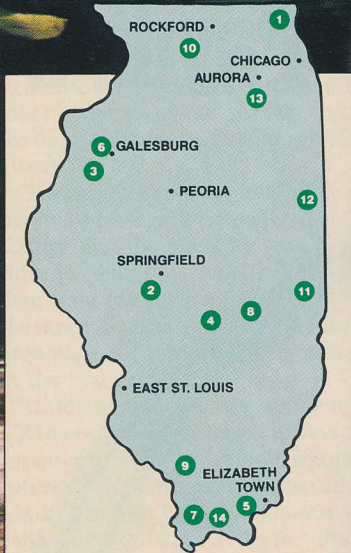 1
ROCKFORD
10
CHICAGO
AURORA
13
6
GALESBURG
3
PEORIA
12
SPRINGFIELD
2
11
8
4
EAST ST. LOUIS
9
ELIZABETH
TOWN
5
7
14